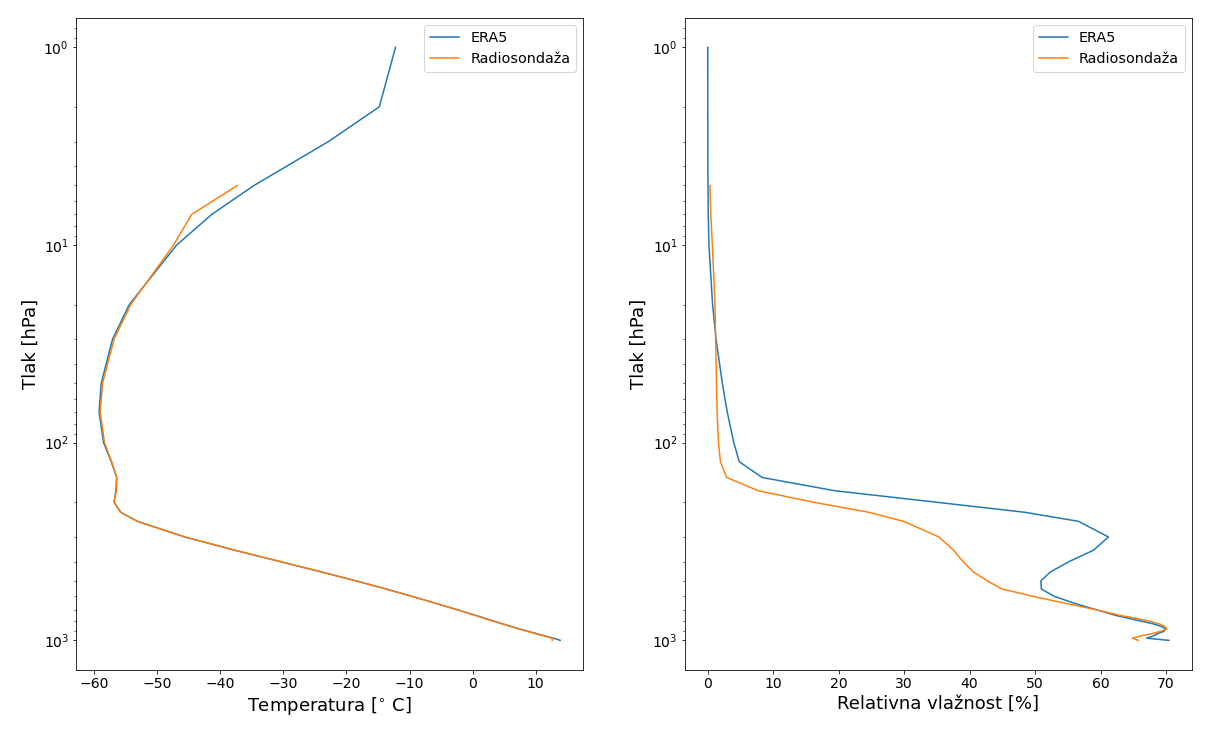 ERA5
Radiosondaža
10⁰
10¹
10²
10³
Tlak [hPa]
−60 −50 −40 −30 −20 −10 0 10
Temperatura [° C]
ERA5
Radiosondaža
10⁰
10¹
10²
10³
Tlak [hPa]
0 10 20 30 40 50 60 70
Relativna vlažnost [%]